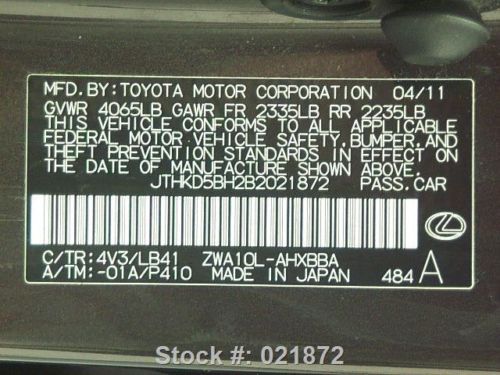 MFD. BY: TOYOTA MOTOR CORPORATION 04/11
GVWR 4065LB GAWR FR 2335LB RR 2235LB
THIS VEHICLE CONFORMS TO ALL APPLICABLE
FEDERAL MOTOR VEHICLE SAFETY,BUMPER,AND
THEFT PREVENTION STANDARDS IN EFFECT ON
THE DATE OF MANUFACTURE SHOWN ABOVE.
JTHKD5BH2B2021872 PASS.CAR
C/TR:4V3/LB41 ZWA10L-AHXBBA
A/TM:-01A/P410 MADE IN JAPAN 484 A
Stock #: 021872